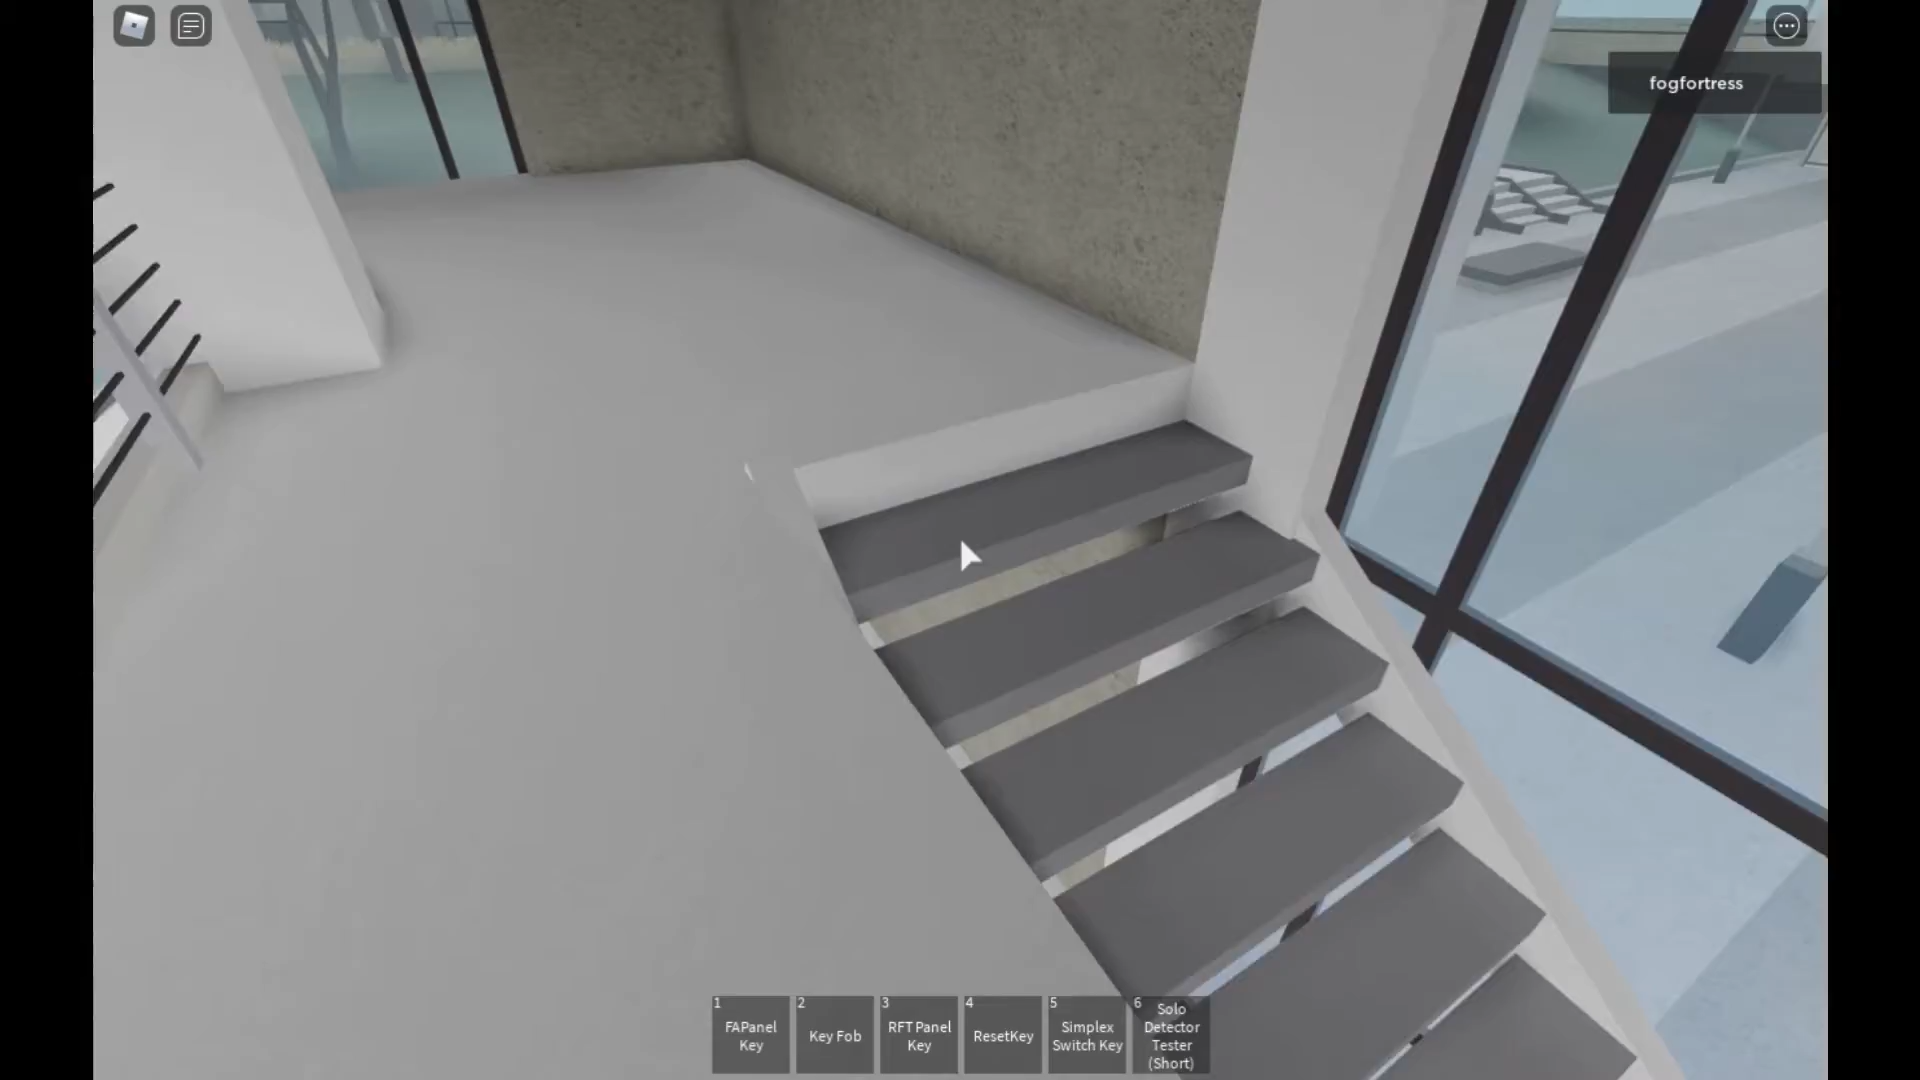 fogfortress
1
FAPanel
Key
2
Key Fob
3
RFT Panel
Key
4
ResetKey
5
Simplex
Switch Key
6
Solo
Detector
Tester
(Short)